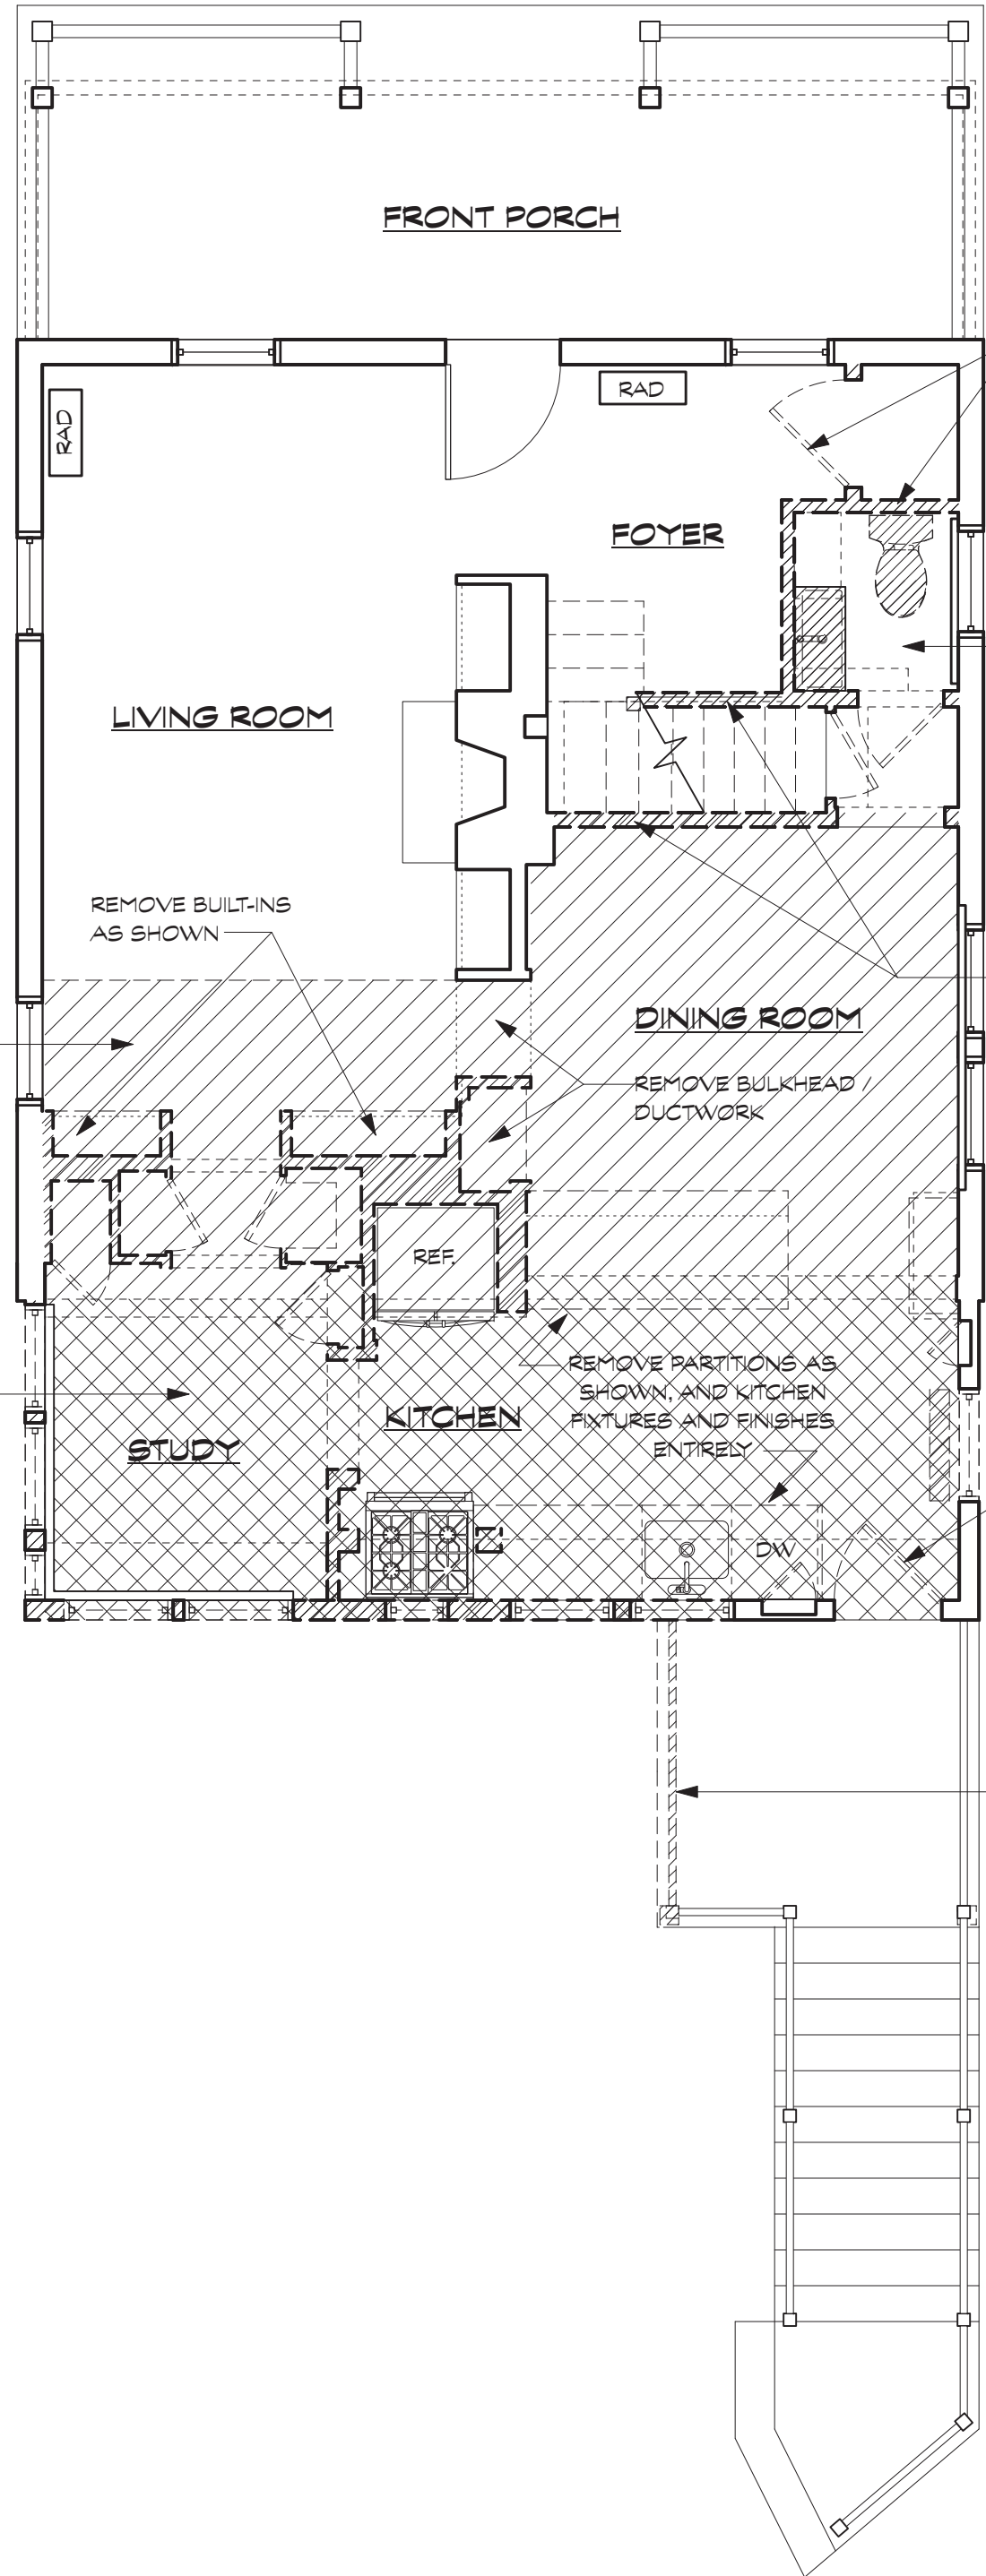 FRONT PORCH
RAD
RAD
FOYER
LIVING ROOM
REMOVE BUILT-INS
AS SHOWN
DINING ROOM
REMOVE BULKHEAD /
DUCTWORK
REF.
REMOVE PARTITIONS AS
SHOWN, AND KITCHEN
FIXTURES AND FINISHES
ENTIRELY
KITCHEN
STUDY
DW